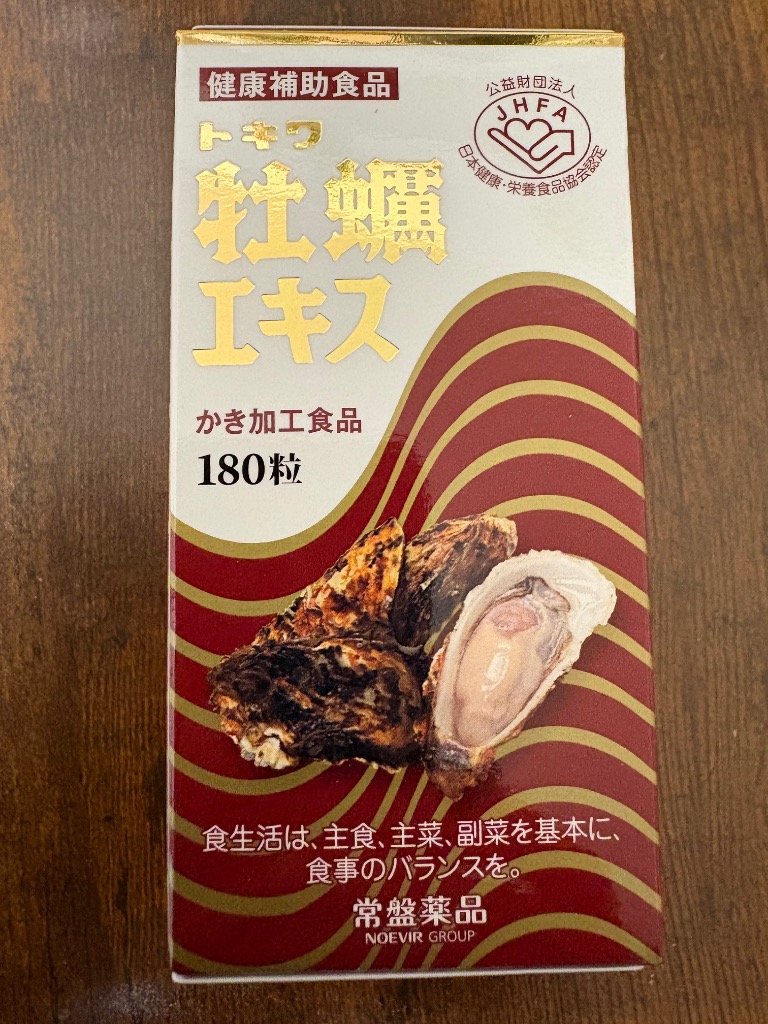 健康補助食品
公益財団法人
JHFA
日本健康・栄養食品協会認定
トキワ
牡蠣
エキス
かき加工食品
180粒
食生活は、主食、主菜、副菜を基本に、
食事のバランスを。
常盤薬品
NOEVIR GROUP